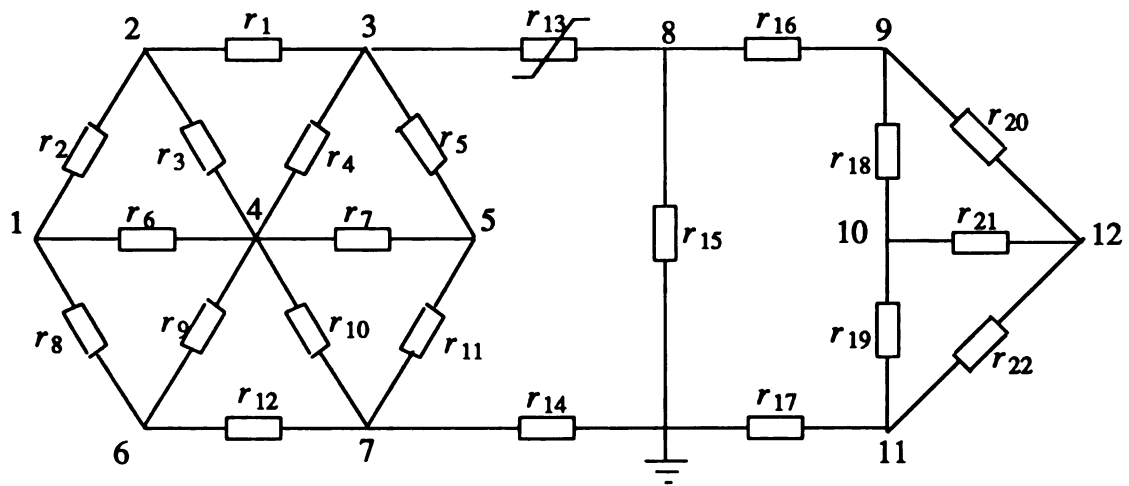 2 r1 3 r13 8 r16 9
r2 r3 r4 r5 r18 r20
1 r6 4 r7 5 r15 10 r21 12
r8 r9 r10 r11 r19 r22
6 r12 7 r14 r17 11